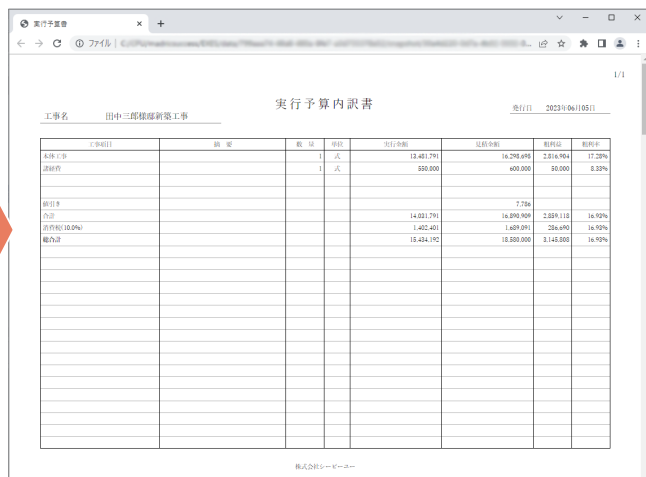 実行予算書
ファイル
1/1
実行予算内訳書
工事名 田中三郎様邸新築工事
発行日 2023年06月05日
工事項目 摘 要 数 量 単位 実行金額 見積金額 粗利益 粗利率
本体工事 1 式 13,481,791 16,298,695 2,816,904 17.28%
諸経費 1 式 550,000 600,000 50,000 8.33%
値引き 7,786
合計 14,031,791 16,890,909 2,859,118 16.93%
消費税(10.0%) 1,402,401 1,689,091 286,690 16.93%
総合計 15,434,192 18,580,000 3,145,808 16.93%
株式会社シーピーユー